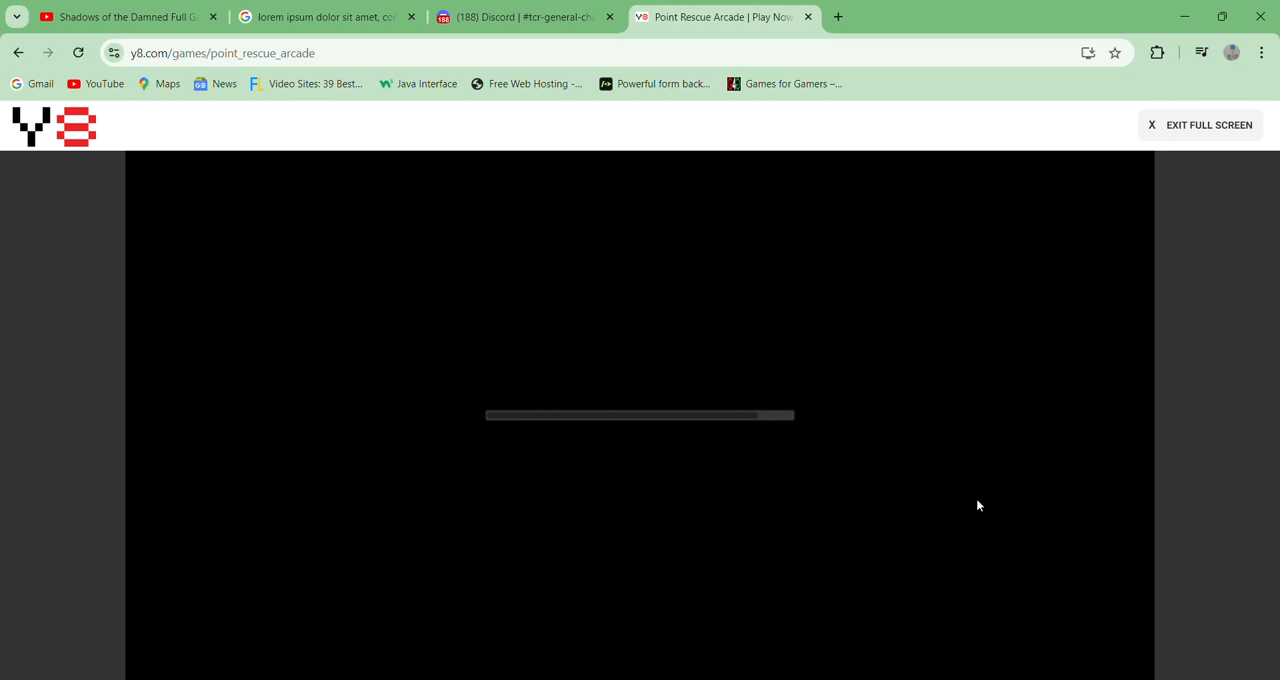 Shadows of the Damned Full G
lorem ipsum dolor sit amet, co
(188) Discord | #tcr-general-cha
Point Rescue Arcade | Play Now
y8.com/games/point_rescue_arcade
Gmail
YouTube
Maps
News
Video Sites: 39 Best...
Java Interface
Free Web Hosting -...
Powerful form back...
Games for Gamers –...
Y8
X EXIT FULL SCREEN